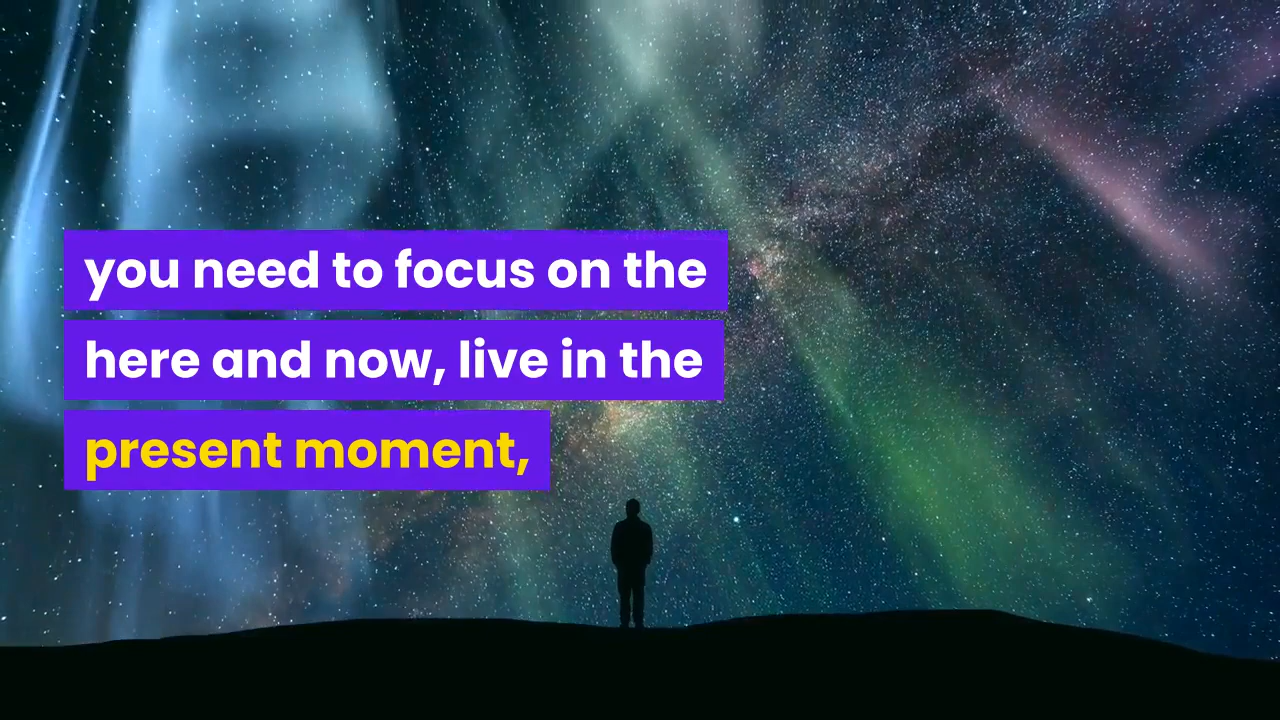 you need to focus on the
here and now, live in the
present moment,